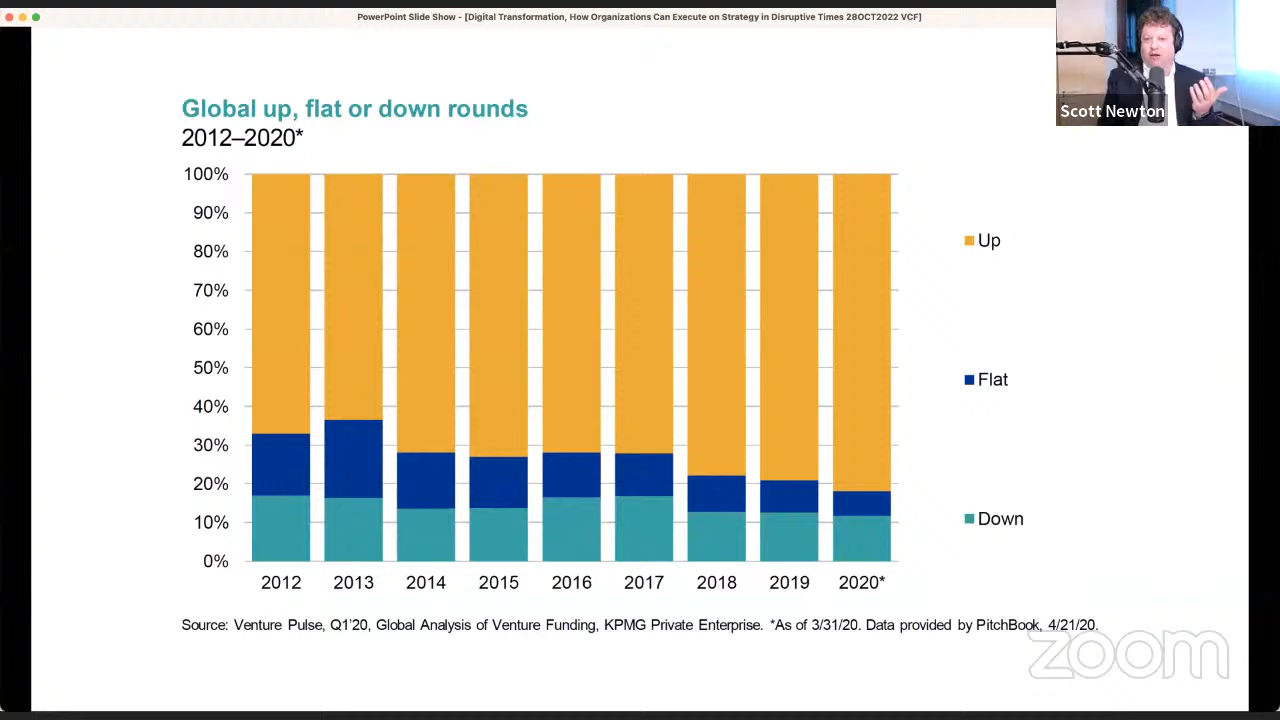 PowerPoint Slide Show - [Digital Transformation, How Organizations Can Execute on Strategy in Disruptive Times 28OCT2022 VCF]
Scott Newton
Global up, flat or down rounds
2012–2020*
100%
90%
80%
70%
60%
50%
40%
30%
20%
10%
0%
Up
Flat
Down
2012 2013 2014 2015 2016 2017 2018 2019 2020*
Source: Venture Pulse, Q1'20, Global Analysis of Venture Funding, KPMG Private Enterprise. *As of 3/31/20. Data provided by PitchBook, 4/21/20.
zoom